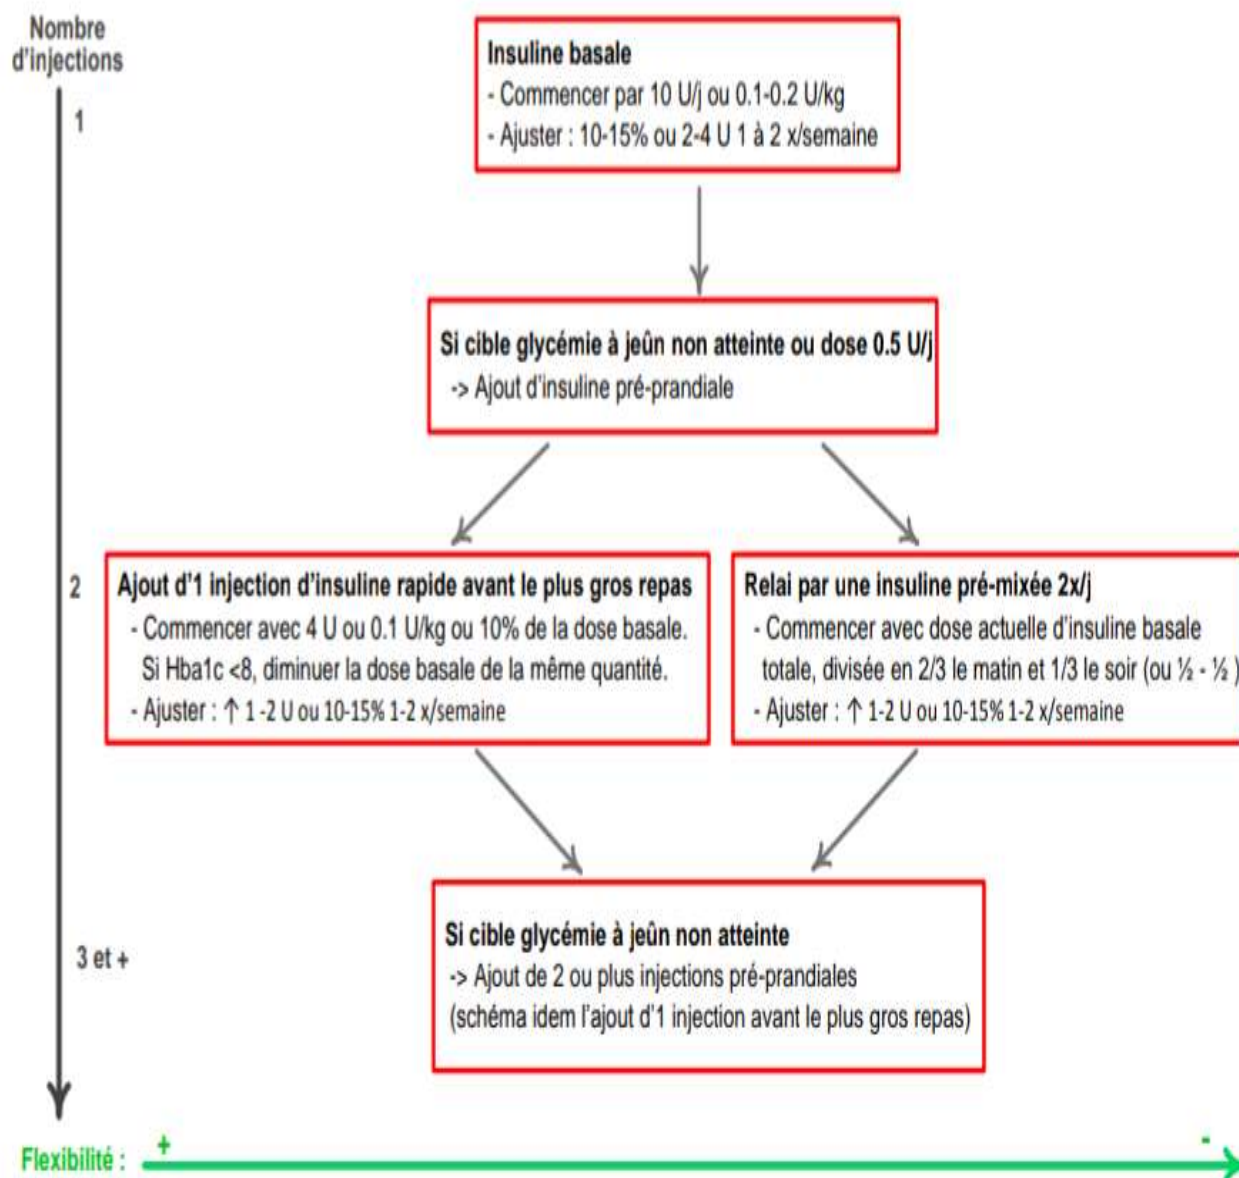 Nombre
d'injections
1
Insuline basale
- Commencer par 10 U/j ou 0.1-0.2 U/kg
- Ajuster : 10-15% ou 2-4 U 1 à 2 x/semaine
Si cible glycémie à jeûn non atteinte ou dose 0.5 U/j
-> Ajout d'insuline pré-prandiale
2
Ajout d'1 injection d'insuline rapide avant le plus gros repas
- Commencer avec 4 U ou 0.1 U/kg ou 10% de la dose basale.
Si Hba1c <8, diminuer la dose basale de la même quantité.
- Ajuster : ↑ 1 -2 U ou 10-15% 1-2 x/semaine
Relai par une insuline pré-mixée 2x/j
- Commencer avec dose actuelle d'insuline basale
totale, divisée en 2/3 le matin et 1/3 le soir (ou ½ - ½ )
- Ajuster : ↑ 1-2 U ou 10-15% 1-2 x/semaine
3 et +
Si cible glycémie à jeûn non atteinte
-> Ajout de 2 ou plus injections pré-prandiales
(schéma idem l'ajout d'1 injection avant le plus gros repas)
Flexibilité : + -